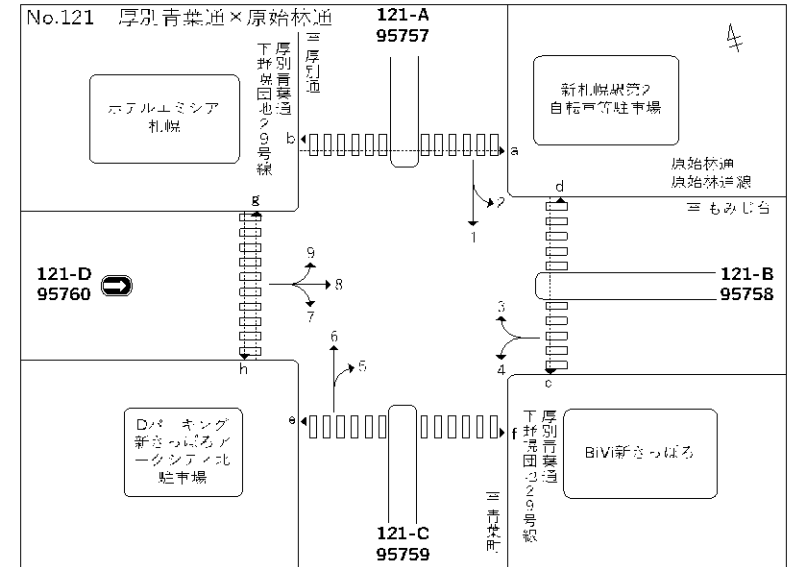 No.121 厚別青葉通×原始林通
121-A
95757
至 厚別通
厚別青葉通
下野幌団地29号線
ホテルエミシア
札幌
新札幌駅第2
自転車等駐車場
原始林通
原始林道線
至 もみじ台
b
a
g
d
2
1
121-D
95760
9
8
7
3
4
121-B
95758
6
5
h
c
e
f
Dパーキング
新さっぽろア
ークシティ北
駐車場
厚別青葉通
下野幌団地229号線
至 青葉町
BiVi新さっぽろ
121-C
95759